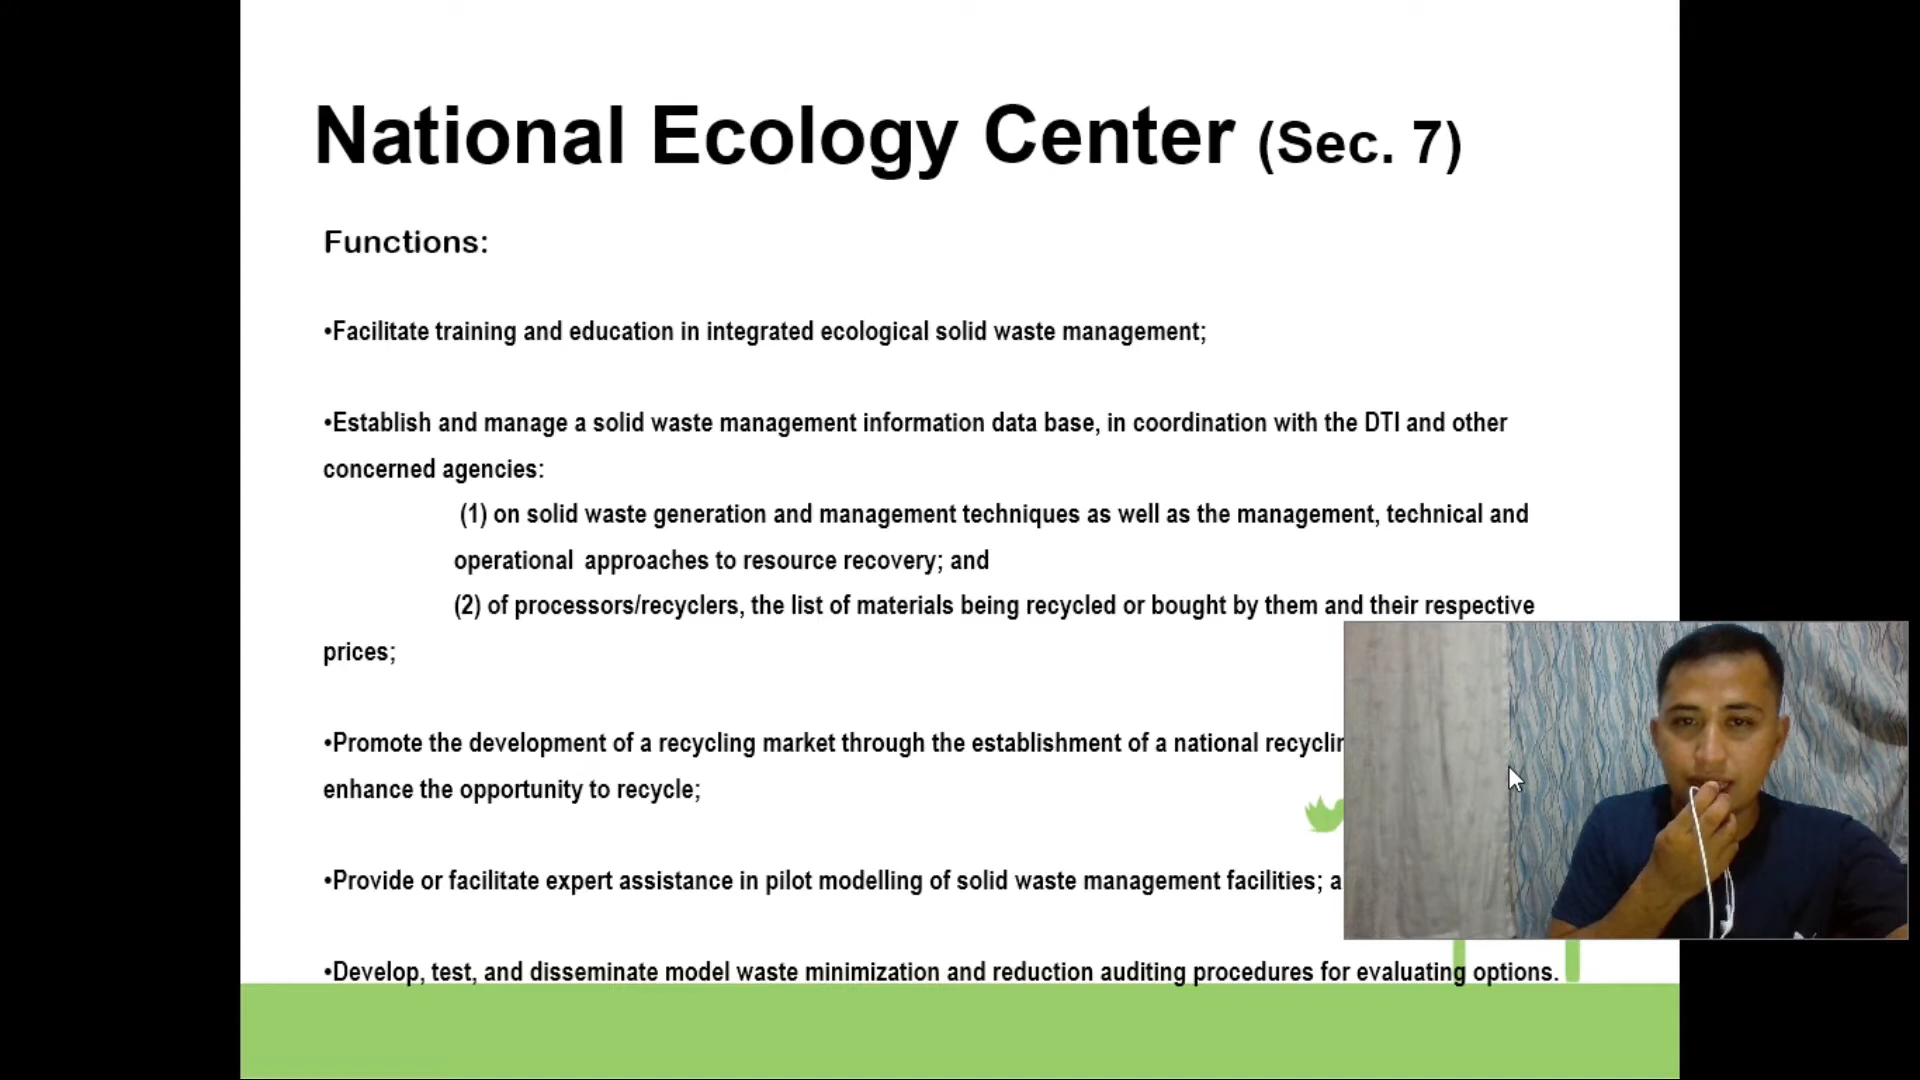 National Ecology Center (Sec. 7)
Functions:
•Facilitate training and education in integrated ecological solid waste management;
•Establish and manage a solid waste management information data base, in coordination with the DTI and other
concerned agencies:
(1) on solid waste generation and management techniques as well as the management, technical and
operational approaches to resource recovery; and
(2) of processors/recyclers, the list of materials being recycled or bought by them and their respective
prices;
•Promote the development of a recycling market through the establishment of a national
enhance the opportunity to recycle;
•Provide or facilitate expert assistance in pilot modelling of solid waste management facilities;
•Develop, test, and disseminate model waste minimization and reduction auditing procedures for evaluating options.